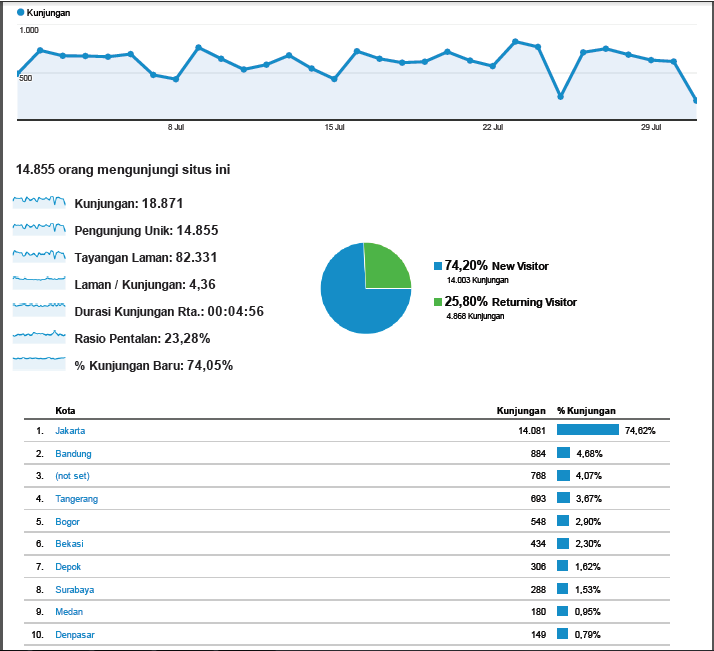 Kunjungan
1.000
500
8 Jul
15 Jul
22 Jul
29 Jul
14.855 orang mengunjungi situs ini
Kunjungan: 18.871
Pengunjung Unik: 14.855
Tayangan Laman: 82.331
Laman / Kunjungan: 4,36
Durasi Kunjungan Rta.: 00:04:56
Rasio Pentalan: 23,28%
% Kunjungan Baru: 74,05%
74,20% New Visitor
14.003 Kunjungan
25,80% Returning Visitor
4.868 Kunjungan
Kota Kunjungan % Kunjungan
1. Jakarta 14.081 74,62%
2. Bandung 884 4,68%
3. (not set) 768 4,07%
4. Tangerang 693 3,67%
5. Bogor 548 2,90%
6. Bekasi 434 2,30%
7. Depok 306 1,62%
8. Surabaya 288 1,53%
9. Medan 180 0,95%
10. Denpasar 149 0,79%